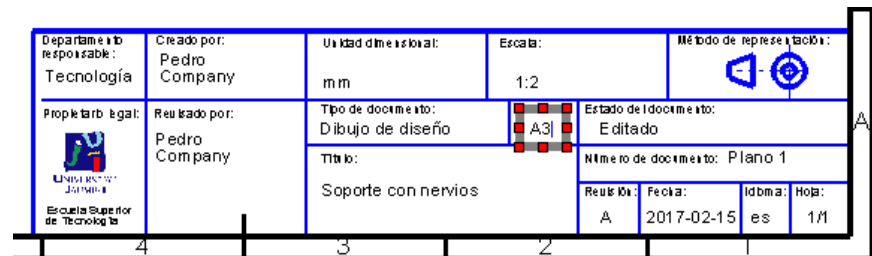 Departamento responsable:
Tecnología
Creado por:
Pedro Company
Unidad dimensional:
mm
Escala:
1:2
Método de representación:
Propietario legal:
UNIVERSITAT
JAUME I
Escuela Superior
de Tecnología
Revisado por:
Pedro Company
Tipo de documento:
Dibujo de diseño
A3
Estado del documento:
Editado
Título:
Soporte con nervios
Número de documento: Plano 1
Revisión:
A
Fecha:
2017-02-15
Idioma:
es
Hoja:
1/1
A
4
3
2